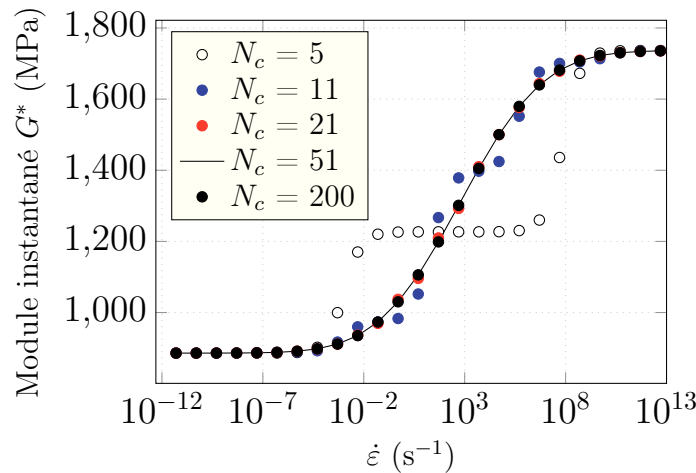 1,800
1,600
1,400
1,200
1,000
Module instantané G* (MPa)
N_c = 5
N_c = 11
N_c = 21
N_c = 51
N_c = 200
10^−12
10^−7
10^−2
10^3
10^8
10^13
ε̇ (s^−1)